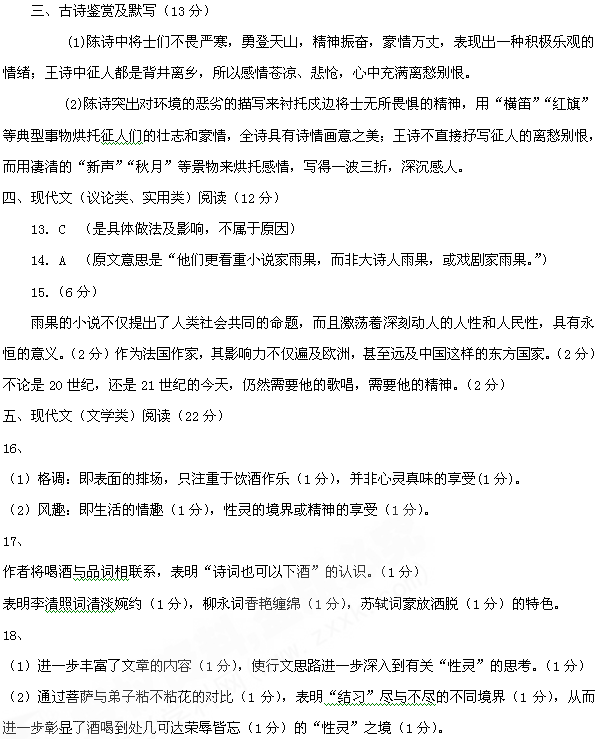 三、古诗鉴赏及默写（13分）
(1)陈诗中将士们不畏严寒，勇登天山，精神振奋，豪情万丈，表现出一种积极乐观的
情绪；王诗中征人都是背井离乡，所以感情苍凉、悲怆，心中充满离愁别恨。
(2)陈诗突出对环境的恶劣的描写来衬托戍边将士无所畏惧的精神，用“横笛”“红旗”
等典型事物烘托征人们的壮志和豪情，全诗具有诗情画意之美；王诗不直接抒写征人的离愁别恨，
而用凄清的“新声”“秋月”等景物来烘托感情，写得一波三折，深沉感人。
四、现代文（议论类、实用类）阅读（12分）
13. C （是具体做法及影响，不属于原因）
14. A （原文意思是“他们更看重小说家雨果，而非大诗人雨果，或戏剧家雨果。”）
15.（6分）
雨果的小说不仅提出了人类社会共同的命题，而且激荡着深刻动人的人性和人民性，具有永
恒的意义。（2分）作为法国作家，其影响力不仅遍及欧洲，甚至远及中国这样的东方国家。（2分）
不论是20世纪，还是21世纪的今天，仍然需要他的歌唱，需要他的精神。（2分）
五、现代文（文学类）阅读（22分）
16、
（1）格调：即表面的排场，只注重于饮酒作乐（1分），并非心灵真味的享受(1分)。
（2）风趣：即生活的情趣（1分），性灵的境界或精神的享受（1分）。
17、
作者将喝酒与品词相联系，表明“诗词也可以下酒”的认识。（1分）
表明李清照词清淡婉约（1分），柳永词香艳缠绵（1分），苏轼词豪放洒脱（1分）的特色。
18、
（1）进一步丰富了文章的内容（1分），使行文思路进一步深入到有关“性灵”的思考。（1分）
（2）通过菩萨与弟子粘不粘花的对比（1分），表明“结习”尽与不尽的不同境界（1分），从而
进一步彰显了酒喝到处几可达荣辱皆忘（1分）的“性灵”之境（1分）。